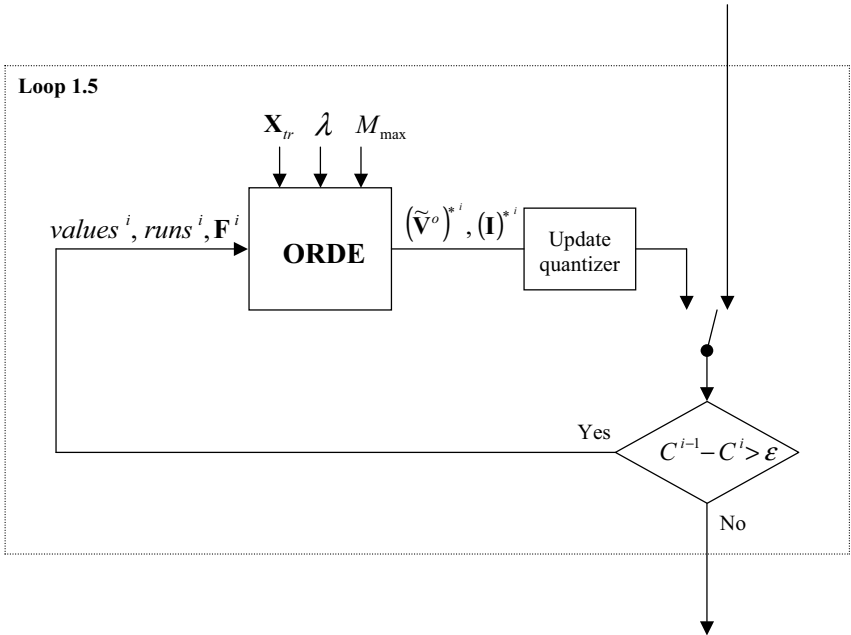 Loop 1.5
X_tr λ M_max
values^i, runs^i, F^i
ORDE
(Ṽ^o)^{*i}, (I)^{*i}
Update
quantizer
Yes
C^{i−1} − C^i > ε
No